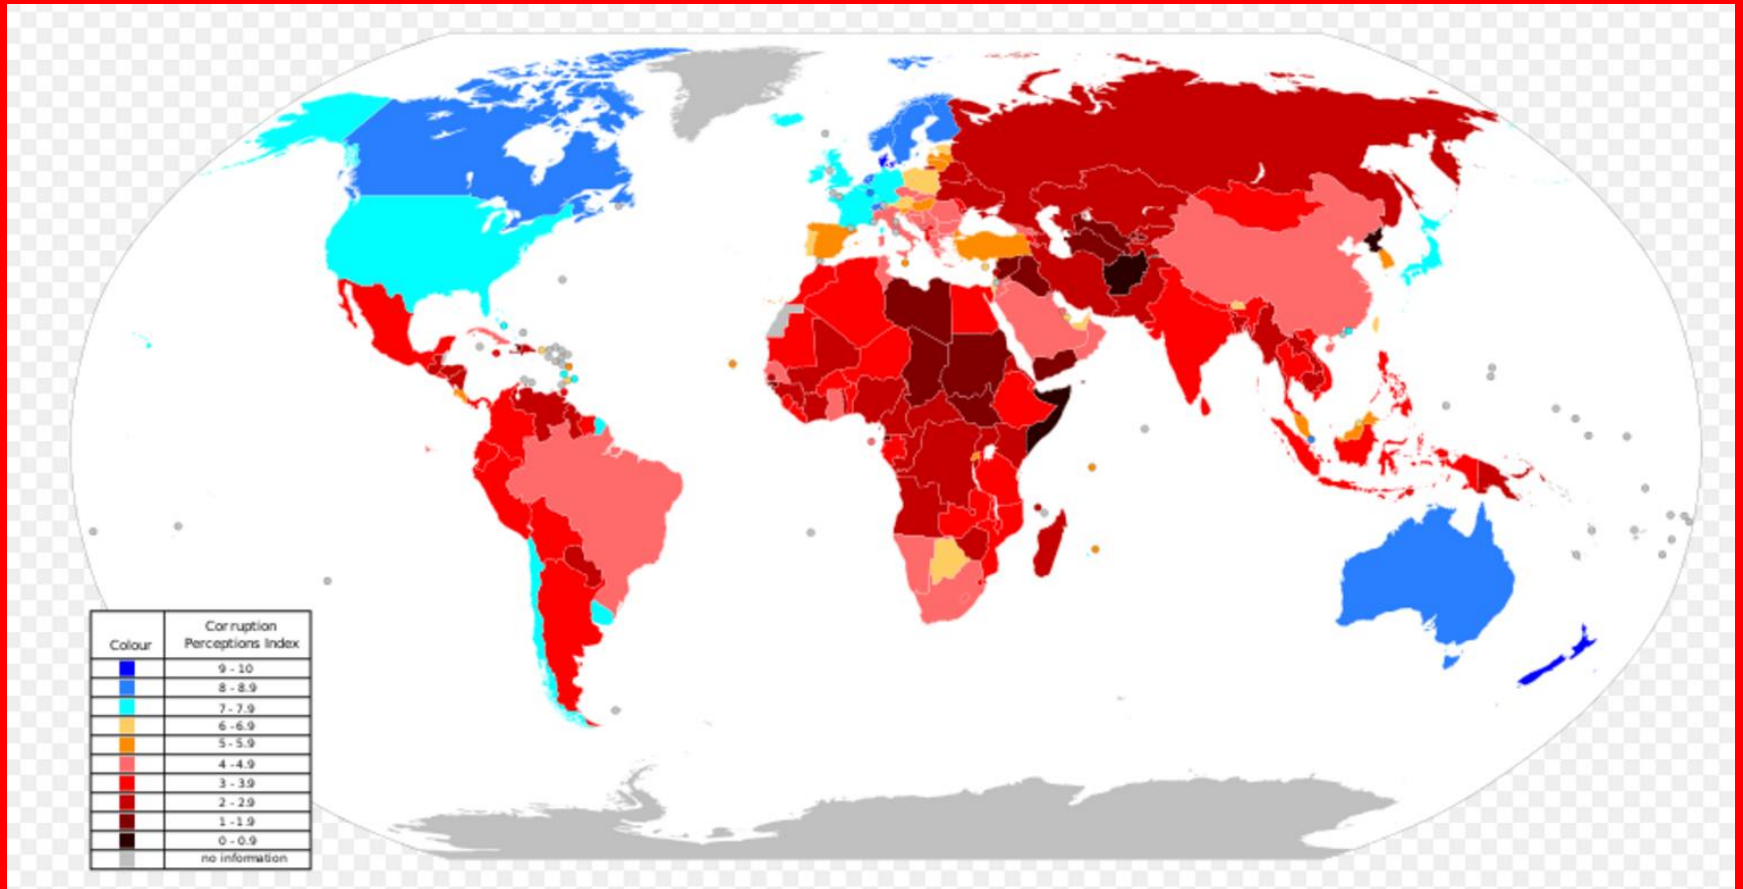 Corruption
Colour Perceptions Index
9 - 10
8 - 8.9
7 - 7.9
6 -6.9
5 - 5.9
4 - 4.9
3 - 3.9
2 - 2.9
1 -1.9
0 - 0.9
no information